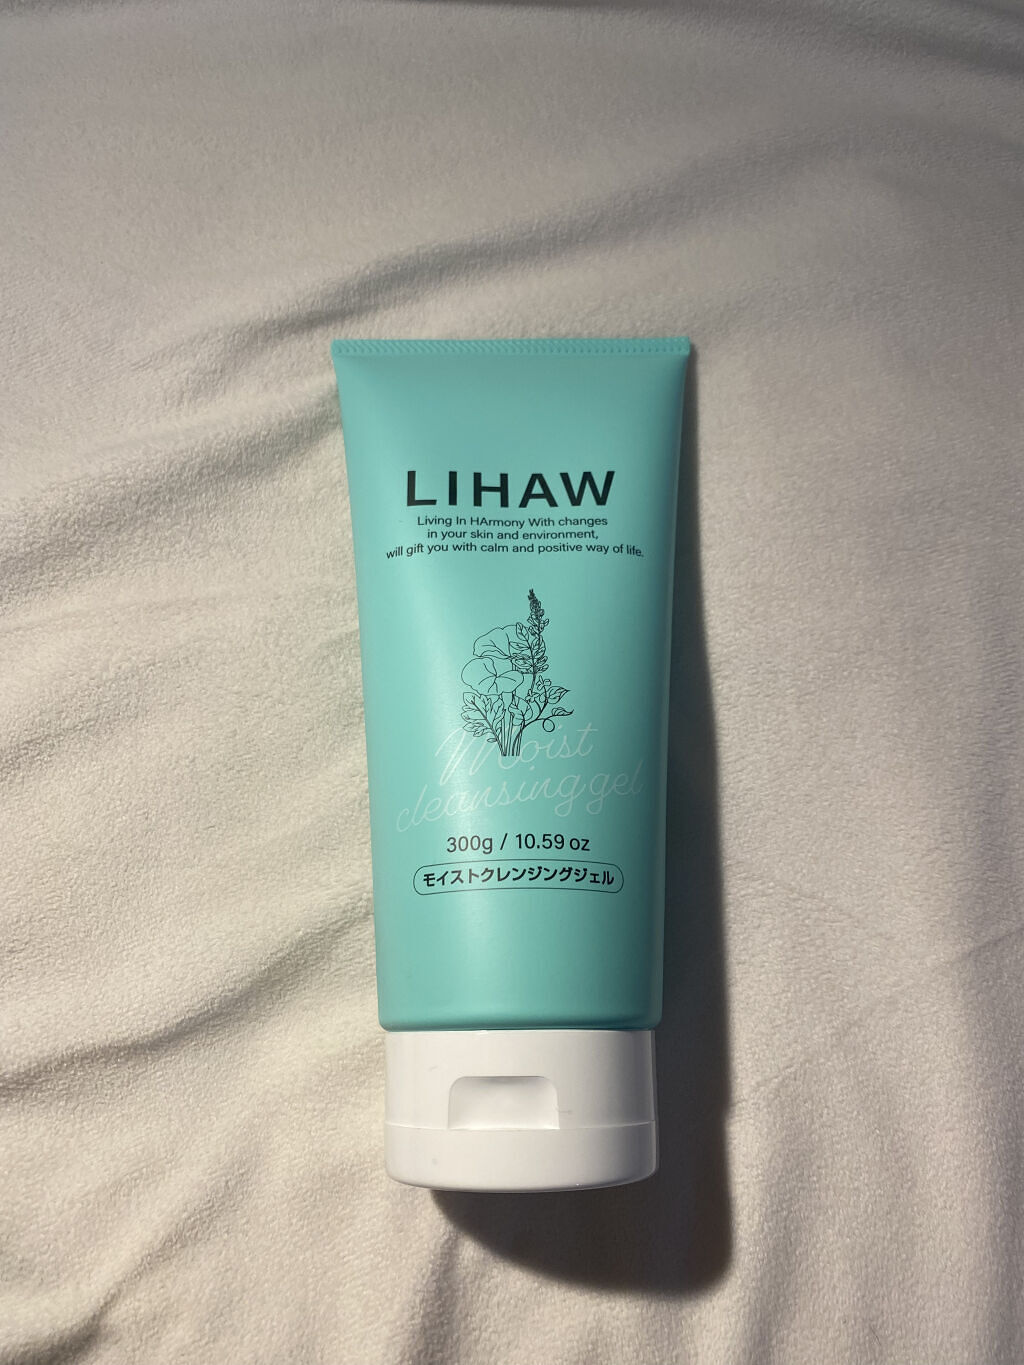 LIHAW
Living In HArmony With changes
in your skin and environment,
will gift you with calm and positive way of life.
Moist
cleansing gel
300g / 10.59 oz
モイストクレンジングジェル